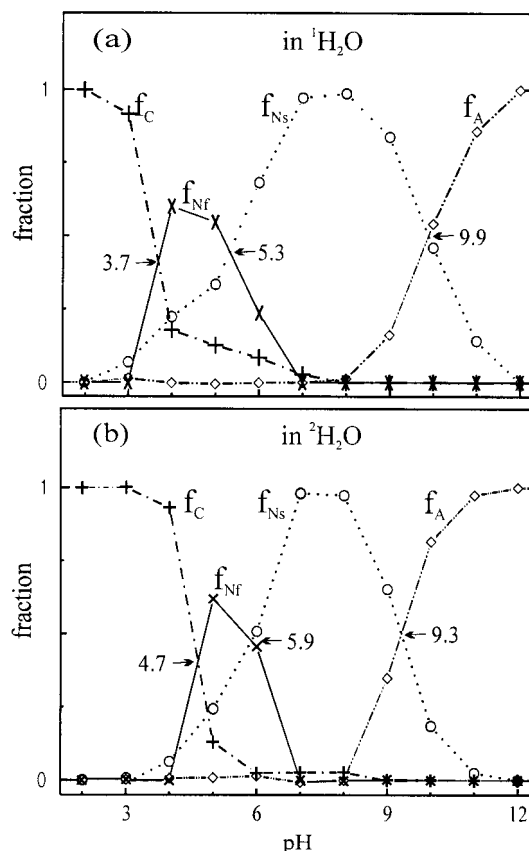 (a) in ¹H₂O
1
f_C f_Ns f_A
f_Nf
fraction
3.7 5.3 9.9
0
(b) in ²H₂O
1
f_C f_Ns f_A
f_Nf
fraction
4.7 5.9 9.3
0
3 6 9 12
pH